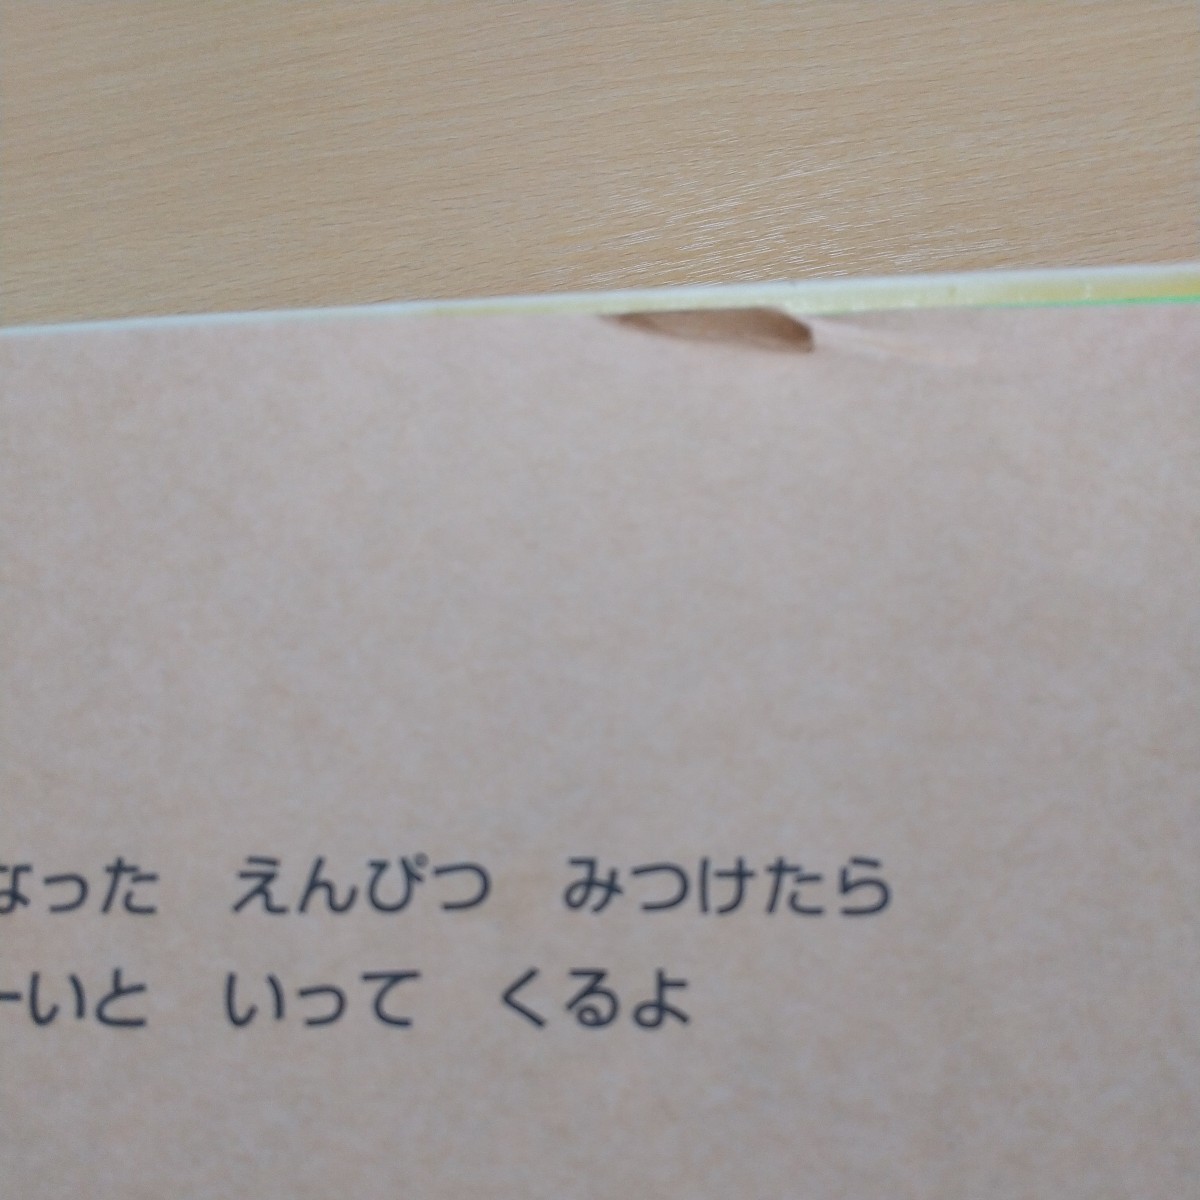 なった　えんぴつ　みつけたら
ーいと　いって　くるよ